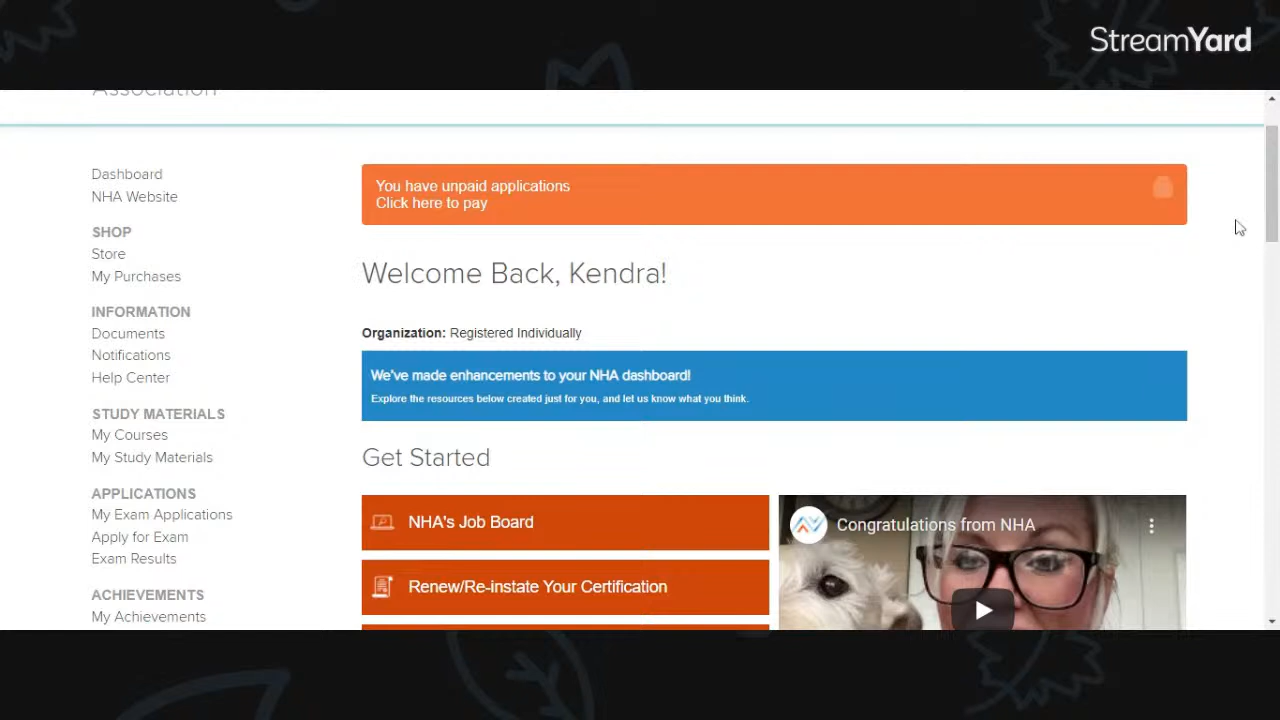 StreamYard
Association
Dashboard
NHA Website
SHOP
Store
My Purchases
INFORMATION
Documents
Notifications
Help Center
STUDY MATERIALS
My Courses
My Study Materials
APPLICATIONS
My Exam Applications
Apply for Exam
Exam Results
ACHIEVEMENTS
My Achievements
You have unpaid applications
Click here to pay
Welcome Back, Kendra!
Organization: Registered Individually
We've made enhancements to your NHA dashboard!
Explore the resources below created just for you, and let us know what you think.
Get Started
NHA's Job Board
Renew/Re-instate Your Certification
Congratulations from NHA